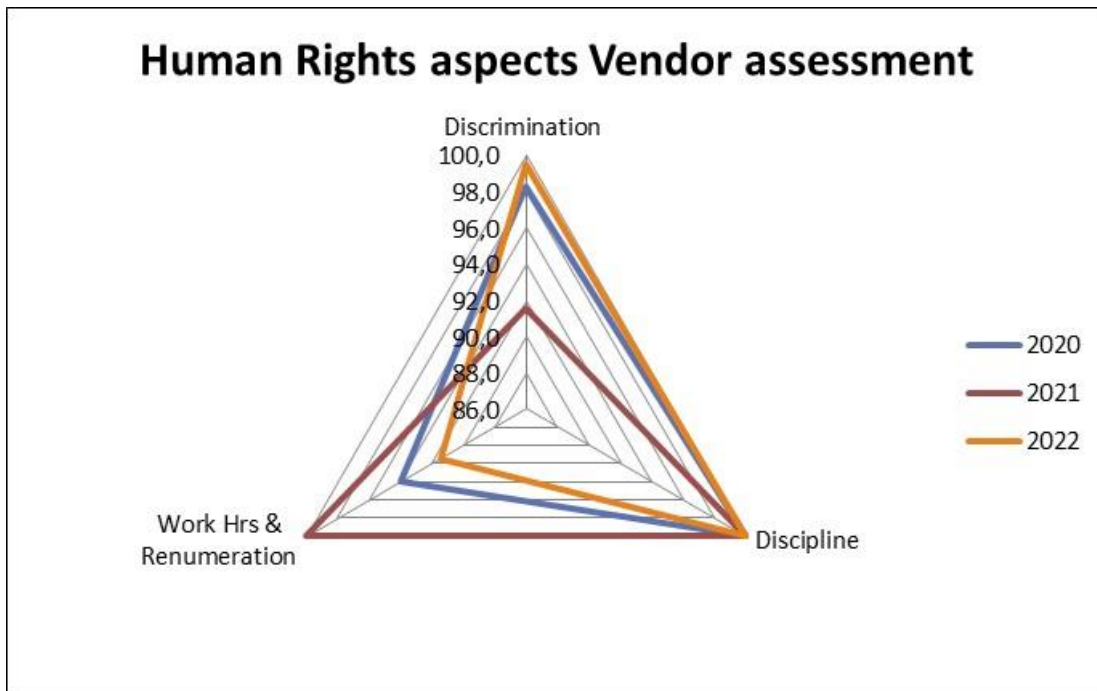 Human Rights aspects Vendor assessment
Discrimination
100,0
98,0
96,0
94,0
92,0
90,0
88,0
86,0
2020
2021
2022
Work Hrs &
Renumeration
Discipline